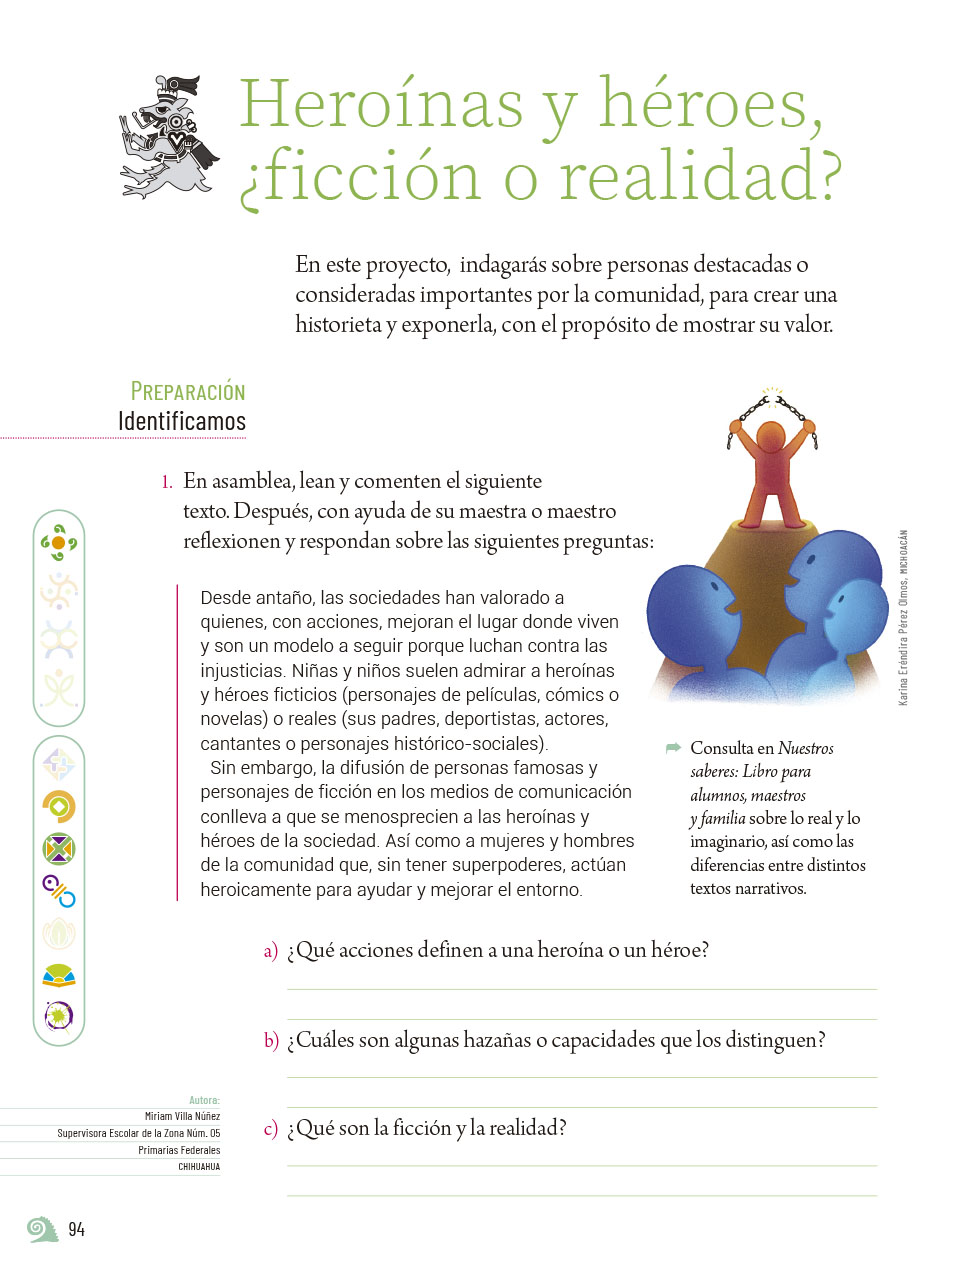 Heroínas y héroes,
¿ficción o realidad?
En este proyecto, indagarás sobre personas destacadas o
consideradas importantes por la comunidad, para crear una
historieta y exponerla, con el propósito de mostrar su valor.
Preparación
Identificamos
1. En asamblea, lean y comenten el siguiente
texto. Después, con ayuda de su maestra o maestro
reflexionen y respondan sobre las siguientes preguntas:
Desde antaño, las sociedades han valorado a
quienes, con acciones, mejoran el lugar donde viven
y son un modelo a seguir porque luchan contra las
injusticias. Niñas y niños suelen admirar a heroínas
y héroes ficticios (personajes de películas, cómics o
novelas) o reales (sus padres, deportistas, actores,
cantantes o personajes histórico-sociales).
Sin embargo, la difusión de personas famosas y
personajes de ficción en los medios de comunicación
conlleva a que se menosprecien a las heroínas y
héroes de la sociedad. Así como a mujeres y hombres
de la comunidad que, sin tener superpoderes, actúan
heroicamente para ayudar y mejorar el entorno.
Karina Eréndira Pérez Olmos, MICHOACÁN
Consulta en Nuestros
saberes: Libro para
alumnos, maestros
y familia sobre lo real y lo
imaginario, así como las
diferencias entre distintos
textos narrativos.
a) ¿Qué acciones definen a una heroína o un héroe?
b) ¿Cuáles son algunas hazañas o capacidades que los distinguen?
c) ¿Qué son la ficción y la realidad?
Autora:
Miriam Villa Núñez
Supervisora Escolar de la Zona Núm. 05
Primarias Federales
CHIHUAHUA
94